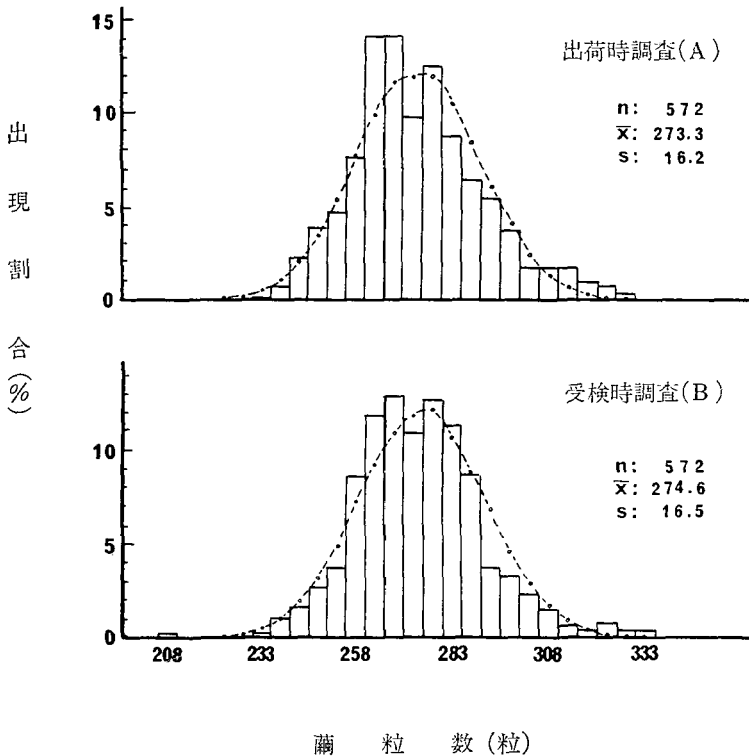 出現割合(%)
15
10
5
0
出荷時調査(A)
n: 572
x̄: 273.3
s: 16.2
10
5
0
受検時調査(B)
n: 572
x̄: 274.6
s: 16.5
208 233 258 283 308 333
繭粒数(粒)